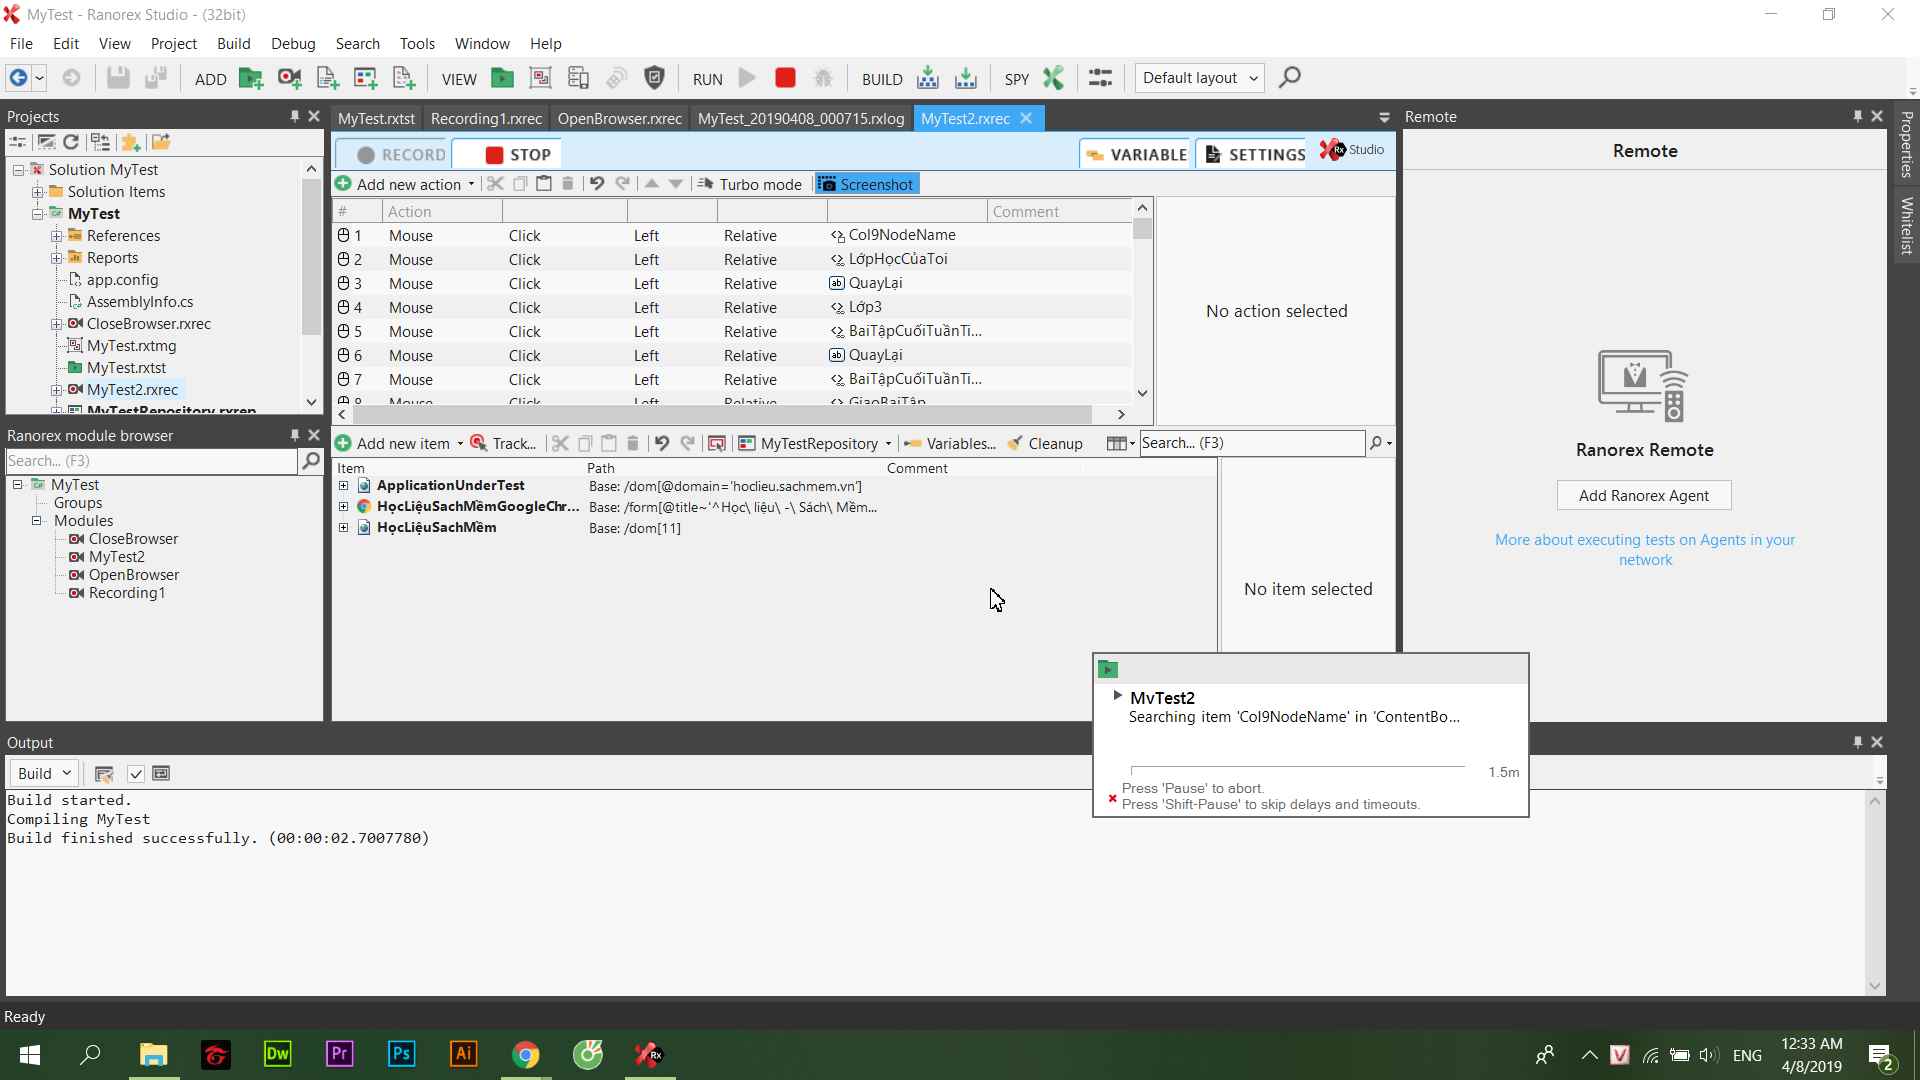 MyTest - Ranorex Studio - (32bit)
File Edit View Project Build Debug Search Tools Window Help
ADD VIEW RUN BUILD SPY Default layout
Projects
Solution MyTest
Solution Items
MyTest
References
Reports
app.config
AssemblyInfo.cs
CloseBrowser.rxrec
MyTest.rxtmg
MyTest.rxtst
MyTest2.rxrec
MyTestRepository.rxrep
Ranorex module browser
Search... (F3)
MyTest
Groups
Modules
CloseBrowser
MyTest2
OpenBrowser
Recording1
MyTest.rxtst Recording1.rxrec OpenBrowser.rxrec MyTest_20190408_000715.rxlog MyTest2.rxrec
RECORD STOP VARIABLE SETTINGS Rx Studio
Add new action Turbo mode Screenshot
# Action Comment
1 Mouse Click Left Relative Col9NodeName
2 Mouse Click Left Relative LớpHọcCủaToi
3 Mouse Click Left Relative QuayLại
4 Mouse Click Left Relative Lớp3
5 Mouse Click Left Relative BaiTậpCuốiTuầnTi...
6 Mouse Click Left Relative QuayLại
7 Mouse Click Left Relative BaiTậpCuốiTuầnTi...
8 Mouse Click Left Relative GiaoBaiTập
No action selected
Add new item Track... MyTestRepository Variables... Cleanup Search... (F3)
Item Path Comment
ApplicationUnderTest Base: /dom[@domain='hoclieu.sachmem.vn']
HọcLiệuSachMềmGoogleChr... Base: /form[@title~'^Học\ liệu\ -\ Sách\ Mềm...
HọcLiệuSachMềm Base: /dom[11]
No item selected
Remote
Remote
Ranorex Remote
Add Ranorex Agent
More about executing tests on Agents in your
network
Properties
Whitelist
MyTest2
Searching item 'Col9NodeName' in 'ContentBo...
1.5m
Press 'Pause' to abort.
Press 'Shift-Pause' to skip delays and timeouts.
Output
Build
Build started.
Compiling MyTest
Build finished successfully. (00:00:02.7007780)
Ready
Dw Pr Ps Ai Rx
V ENG
12:33 AM
4/8/2019
2